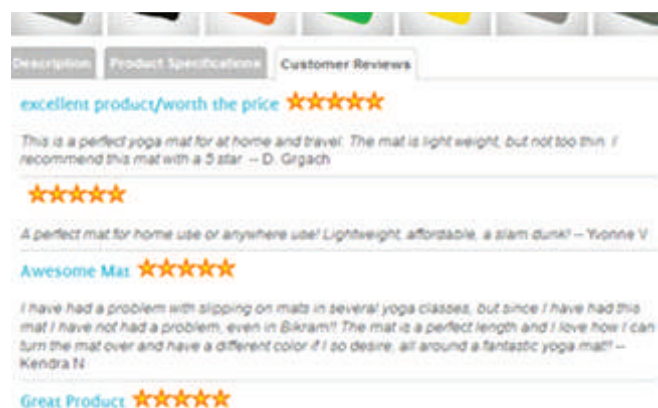 Description Product Specifications Customer Reviews
excellent product/worth the price
This is a perfect yoga mat for at home and travel. The mat is light weight, but not too thin. I
recommend this mat with a 5 star -- D. Grgach
A perfect mat for home use or anywhere use! Lightweight, affordable, a slam dunk! -- Yvonne V
Awesome Mat
I have had a problem with slipping on mats in several yoga classes, but since I have had this
mat I have not had a problem, even in Bikram!! The mat is a perfect length and I love how I can
turn the mat over and have a different color if I so desire, all around a fantastic yoga mat!! --
Kendra N
Great Product